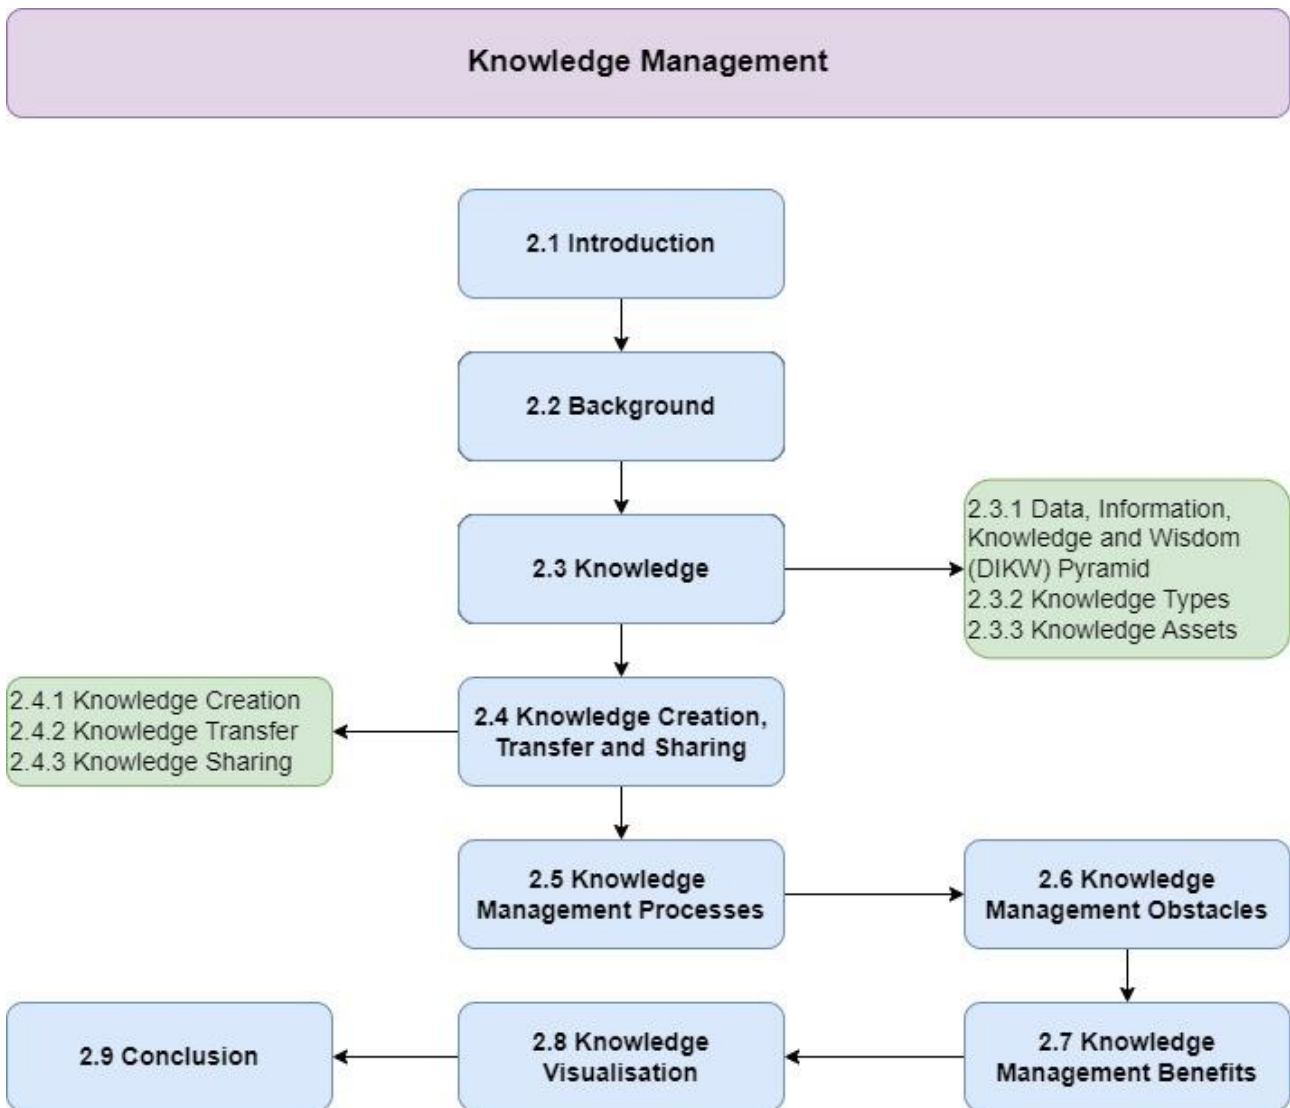 Knowledge Management
2.1 Introduction
2.2 Background
2.3 Knowledge
2.3.1 Data, Information,
Knowledge and Wisdom
(DIKW) Pyramid
2.3.2 Knowledge Types
2.3.3 Knowledge Assets
2.4 Knowledge Creation,
Transfer and Sharing
2.4.1 Knowledge Creation
2.4.2 Knowledge Transfer
2.4.3 Knowledge Sharing
2.5 Knowledge
Management Processes
2.6 Knowledge
Management Obstacles
2.7 Knowledge
Management Benefits
2.8 Knowledge
Visualisation
2.9 Conclusion